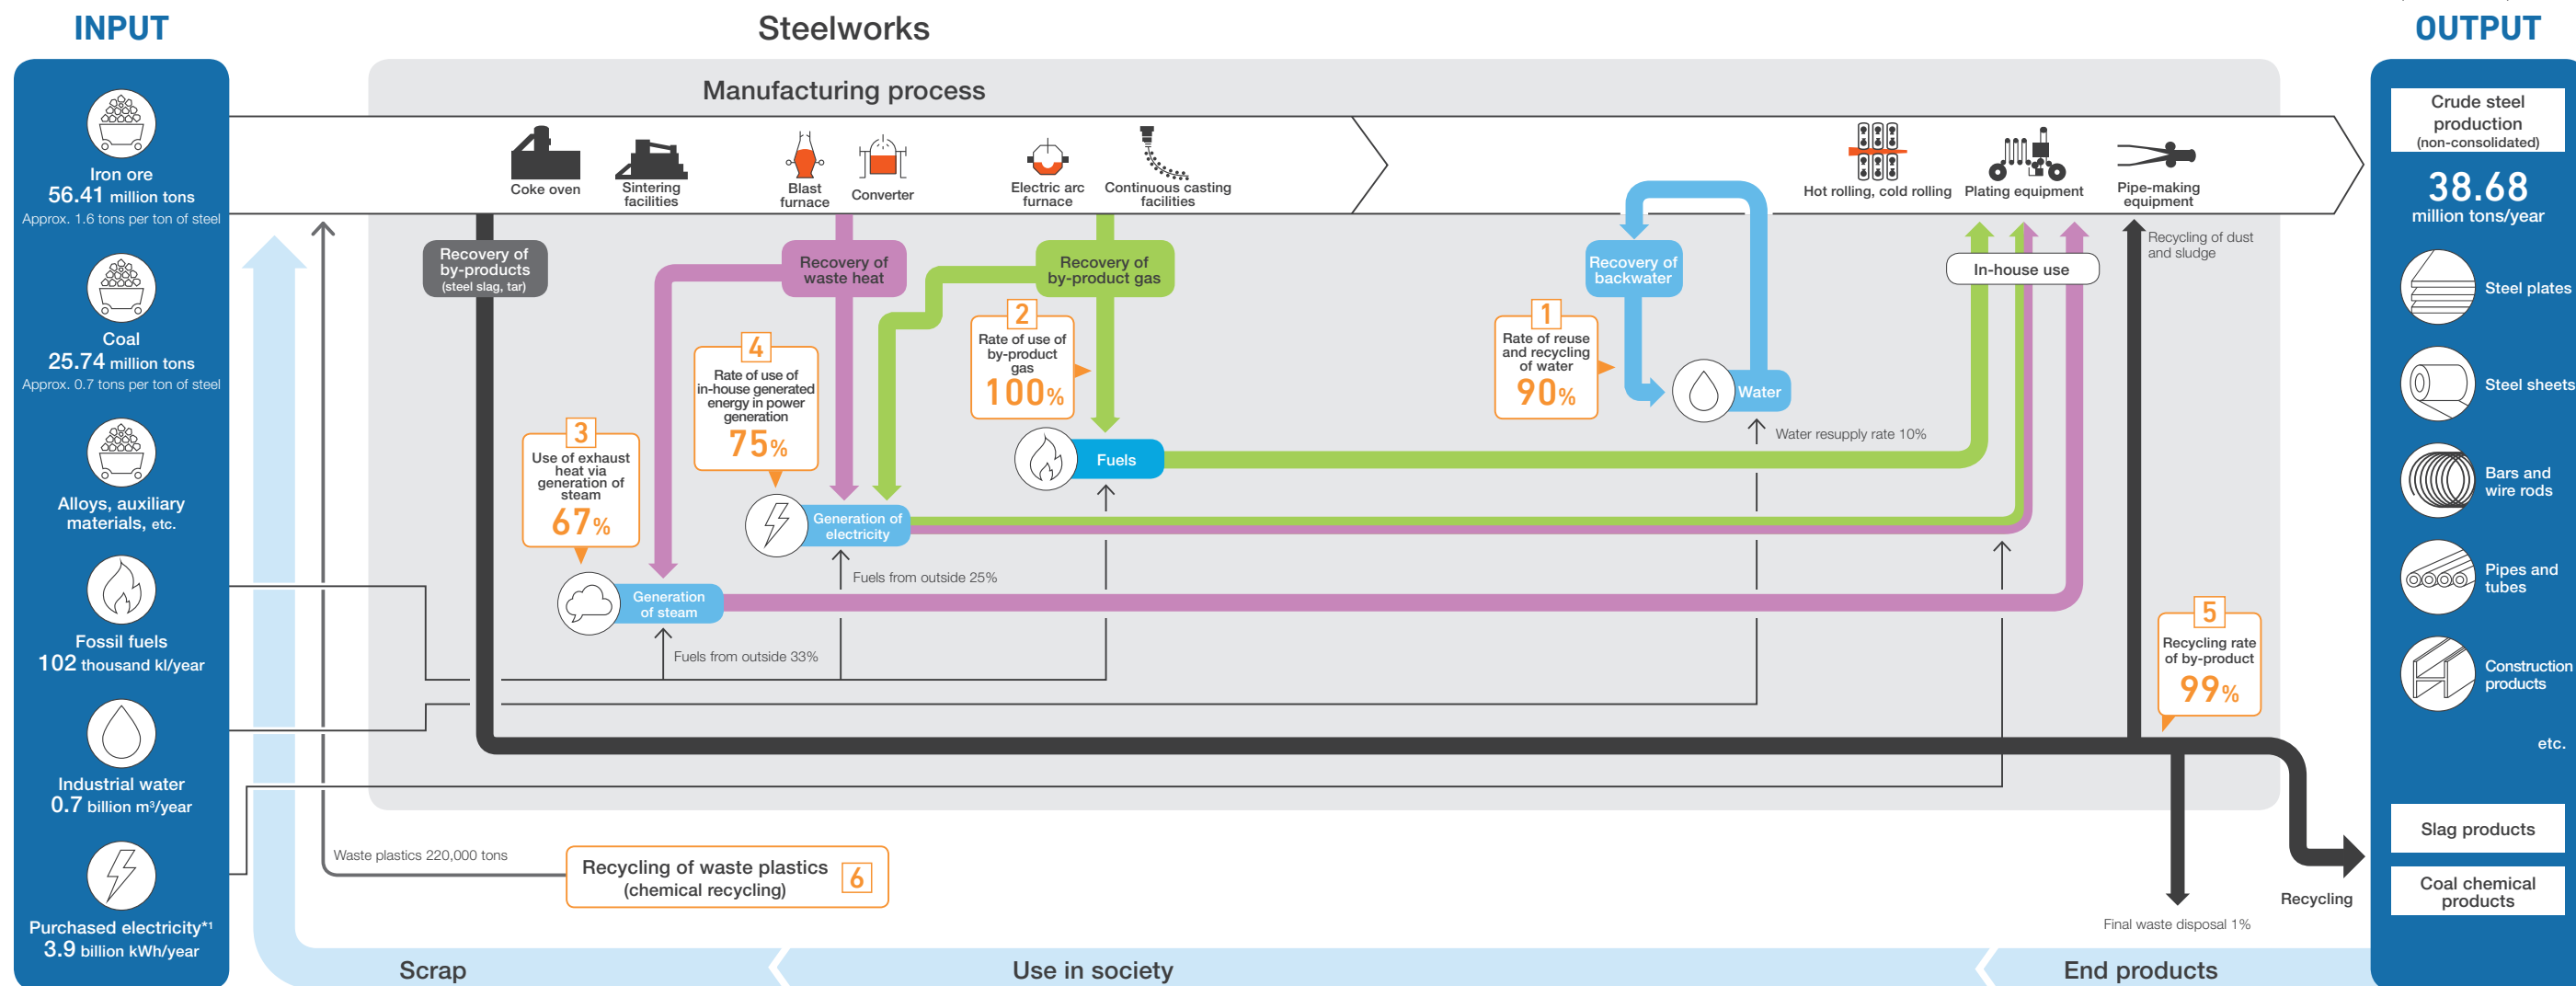 INPUT
Steelworks
OUTPUT
Iron ore
56.41 million tons
Approx. 1.6 tons per ton of steel
Coal
25.74 million tons
Approx. 0.7 tons per ton of steel
Alloys, auxiliary
materials, etc.
Fossil fuels
102 thousand kl/year
Industrial water
0.7 billion m³/year
Purchased electricity*1
3.9 billion kWh/year
Manufacturing process
Coke oven
Sintering
facilities
Blast
furnace
Converter
Electric arc
furnace
Continuous casting
facilities
Hot rolling, cold rolling
Plating equipment
Pipe-making
equipment
Recovery of
by-products
(steel slag, tar)
Recovery of
waste heat
Recovery of
by-product gas
Recovery of
backwater
In-house use
Recycling of dust
and sludge
1
Rate of reuse
and recycling
of water
90%
2
Rate of use of
by-product
gas
100%
4
Rate of use of
in-house generated
energy in power
generation
75%
3
Use of exhaust
heat via
generation of
steam
67%
Water
Water resupply rate 10%
Fuels
Generation of
electricity
Fuels from outside 25%
Generation
of steam
Fuels from outside 33%
5
Recycling rate
of by-product
99%
Waste plastics 220,000 tons
Recycling of waste plastics
(chemical recycling)
6
Recycling
Final waste disposal 1%
Scrap
Use in society
End products
Crude steel
production
(non-consolidated)
38.68
million tons/year
Steel plates
Steel sheets
Bars and
wire rods
Pipes and
tubes
Construction
products
etc.
Slag products
Coal chemical
products